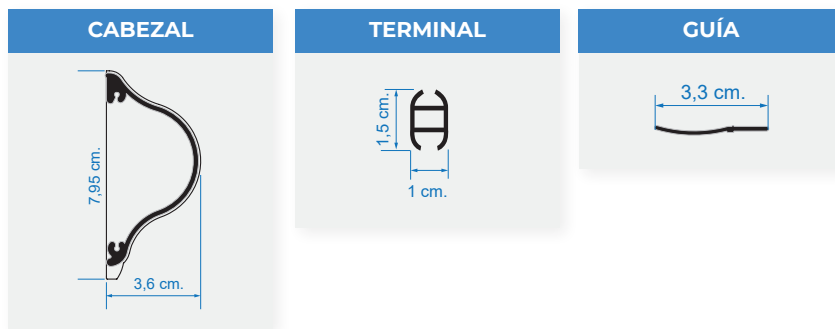 CABEZAL
7,95 cm.
3,6 cm.
TERMINAL
1,5 cm.
1 cm.
GUÍA
3,3 cm.